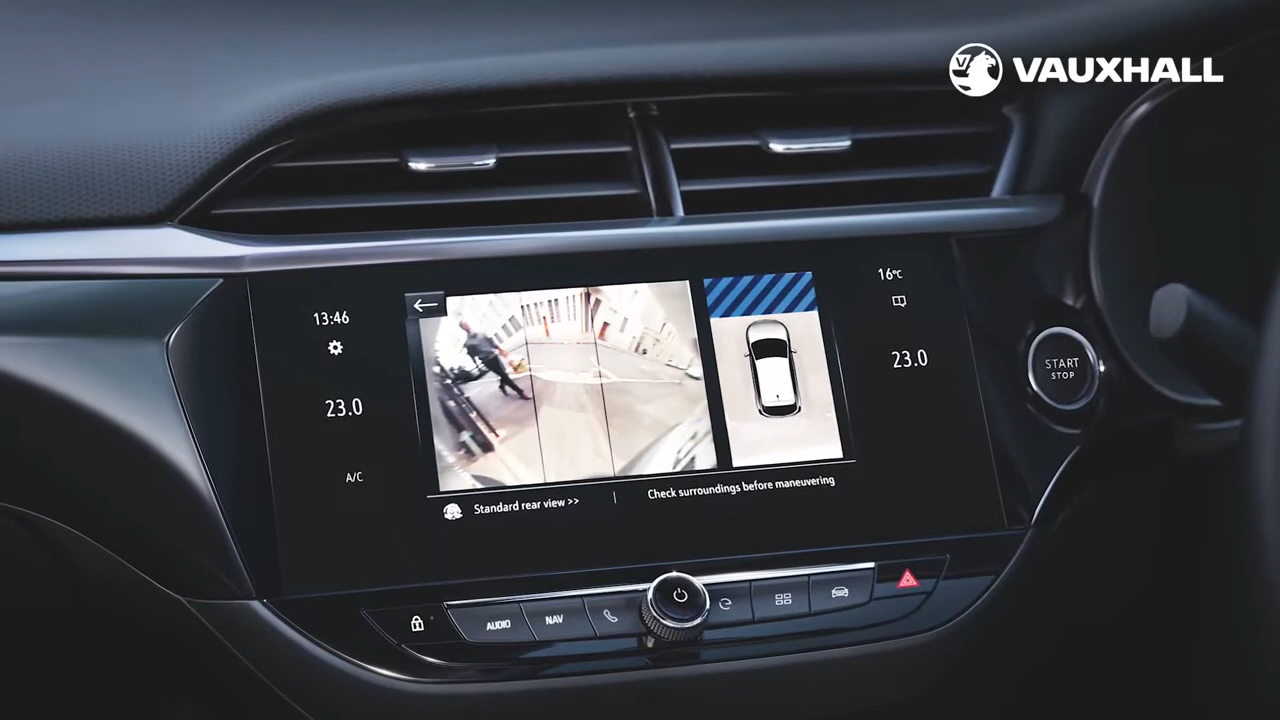 VAUXHALL
13:46
23.0
A/C
16°C
23.0
Standard rear view >> | Check surroundings before maneuvering
START
STOP
AUDIO
NAV